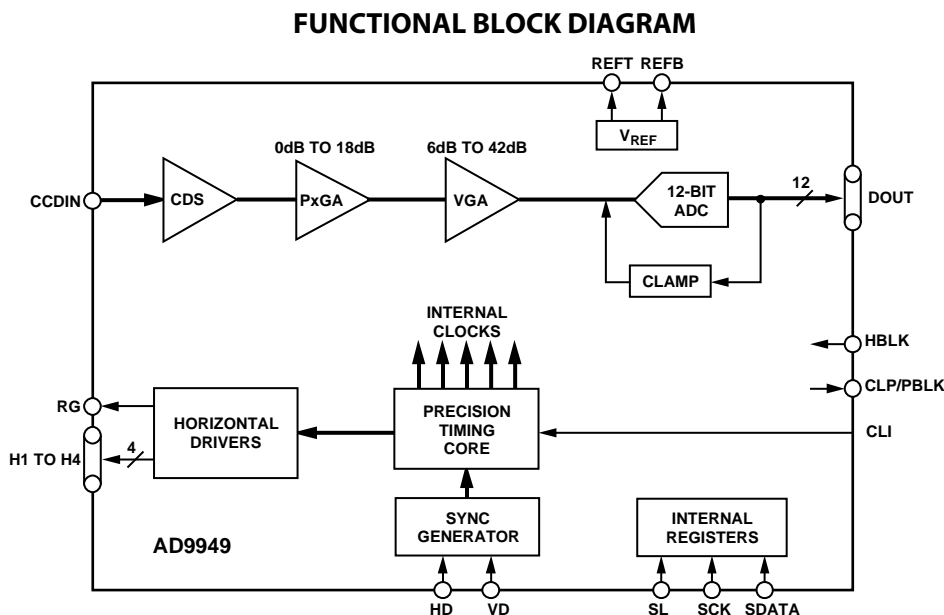 FUNCTIONAL BLOCK DIAGRAM
REFT REFB
V_REF
0dB TO 18dB
6dB TO 42dB
CCDIN
CDS
PxGA
VGA
12-BIT
ADC
12
DOUT
CLAMP
INTERNAL
CLOCKS
HBLK
CLP/PBLK
RG
HORIZONTAL
DRIVERS
PRECISION
TIMING
CORE
CLI
H1 TO H4
4
SYNC
GENERATOR
INTERNAL
REGISTERS
AD9949
HD VD SL SCK SDATA